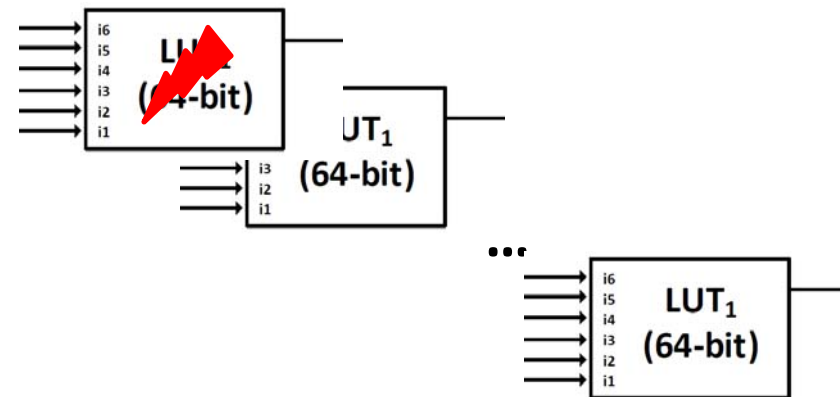 i6
i5
i4
i3
i2
i1
-bit)
UT₁
(64-bit)
i3
i2
i1
...
i6
i5
i4
i3
i2
i1
LUT₁
(64-bit)